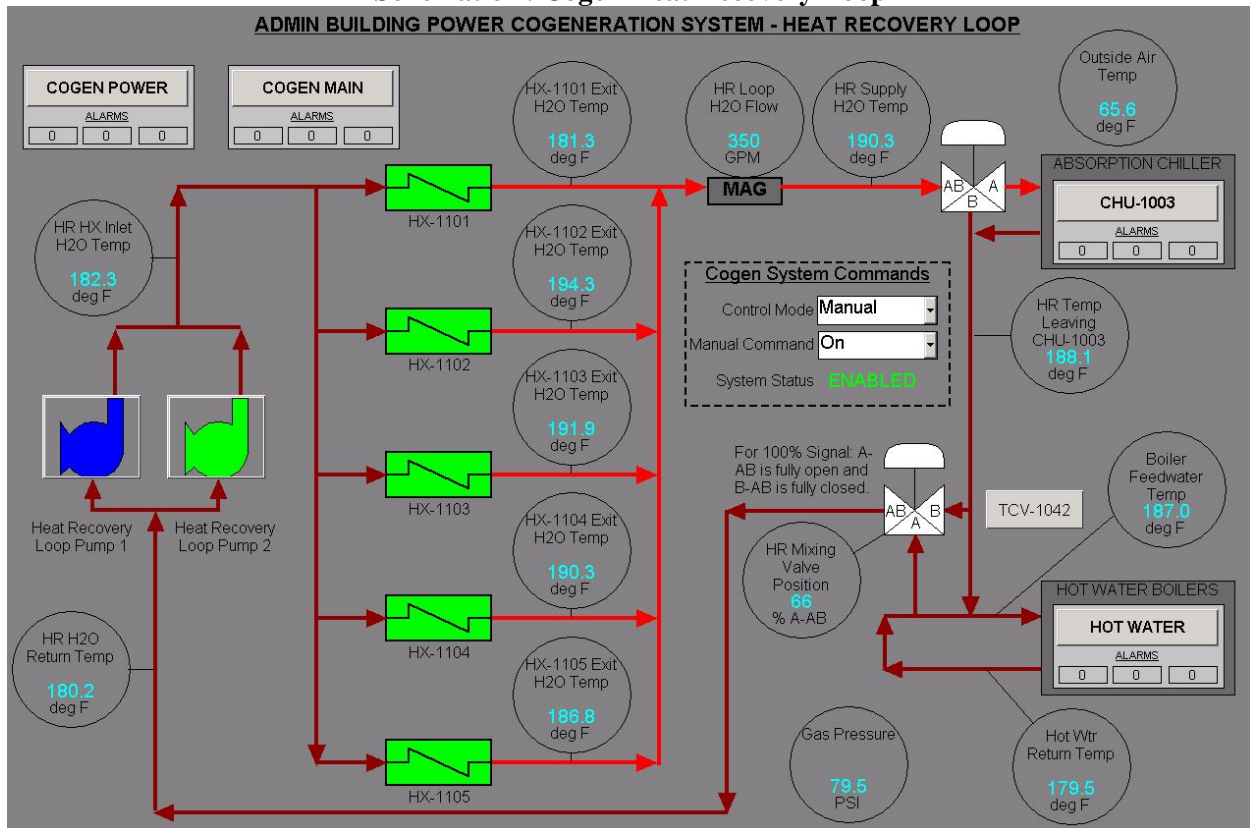 ADMIN BUILDING POWER COGENERATION SYSTEM - HEAT RECOVERY LOOP
COGEN POWER
ALARMS
0 0 0
COGEN MAIN
ALARMS
0 0 0
HX-1101 Exit
H2O Temp
181.3
deg F
HR Loop
H2O Flow
350
GPM
MAG
HR Supply
H2O Temp
190.3
deg F
Outside Air
Temp
65.6
deg F
AB A
B
ABSORPTION CHILLER
CHU-1003
ALARMS
0 0 0
HX-1101
HR HX Inlet
H2O Temp
182.3
deg F
HX-1102 Exit
H2O Temp
194.3
deg F
HX-1102
Cogen System Commands
Control Mode Manual
Manual Command On
System Status ENABLED
HR Temp
Leaving
CHU-1003
188.1
deg F
HX-1103 Exit
H2O Temp
191.9
deg F
HX-1103
For 100% Signal: A-
AB is fully open and
B-AB is fully closed.
AB B
A
TCV-1042
Boiler
Feedwater
Temp
187.0
deg F
Heat Recovery
Loop Pump 1
Heat Recovery
Loop Pump 2
HX-1104 Exit
H2O Temp
190.3
deg F
HX-1104
HR Mixing
Valve
Position
66
% A-AB
HOT WATER BOILERS
HOT WATER
ALARMS
0 0 0
HR H2O
Return Temp
180.2
deg F
HX-1105 Exit
H2O Temp
186.8
deg F
HX-1105
Gas Pressure
79.5
PSI
Hot Wtr
Return Temp
179.5
deg F